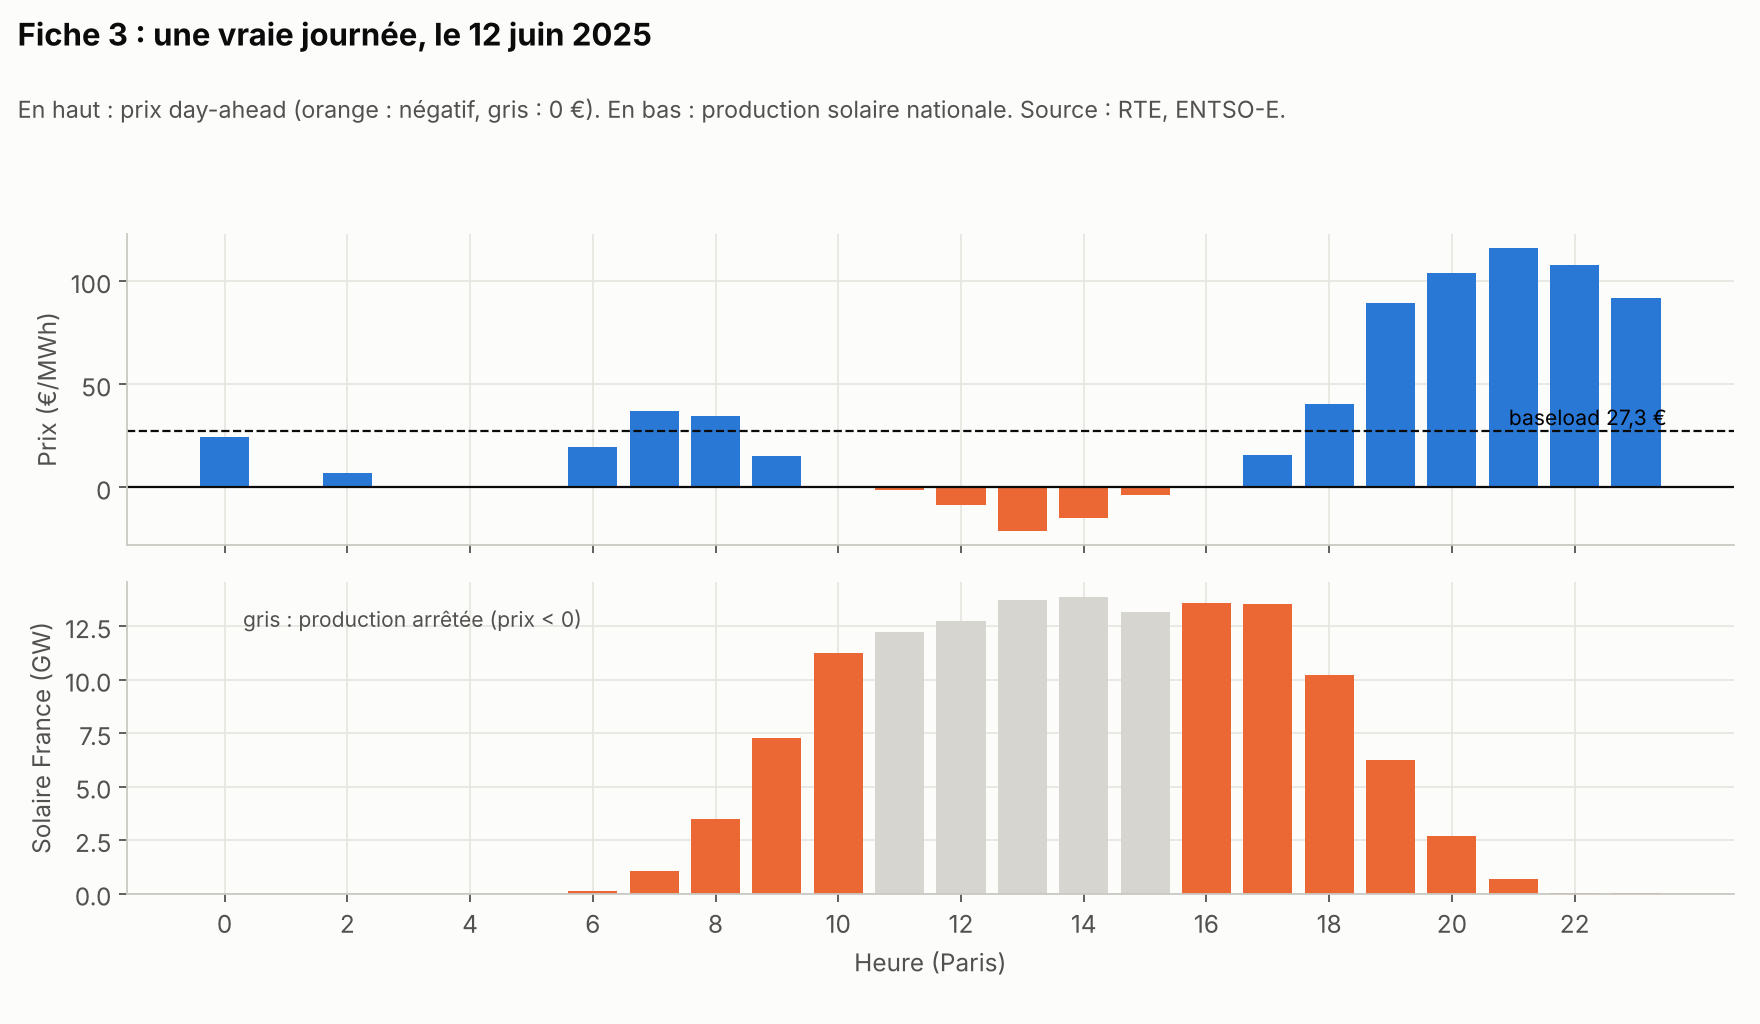 Fiche 3 : une vraie journée, le 12 juin 2025
En haut : prix day-ahead (orange : négatif, gris : 0 €). En bas : production solaire nationale. Source : RTE, ENTSO-E.
Prix (€/MWh)
100
50
0
baseload 27,3 €
Solaire France (GW)
gris : production arrêtée (prix < 0)
12.5
10.0
7.5
5.0
2.5
0.0
0 2 4 6 8 10 12 14 16 18 20 22
Heure (Paris)